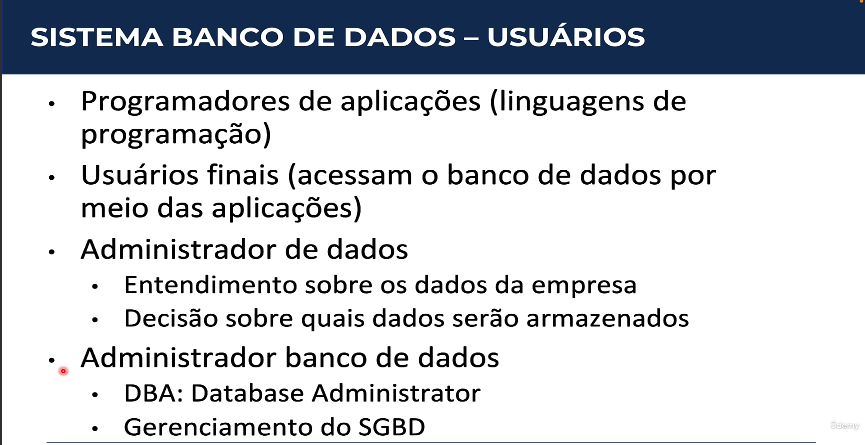 SISTEMA BANCO DE DADOS – USUÁRIOS
• Programadores de aplicações (linguagens de
programação)
• Usuários finais (acessam o banco de dados por
meio das aplicações)
• Administrador de dados
• Entendimento sobre os dados da empresa
• Decisão sobre quais dados serão armazenados
• Administrador banco de dados
• DBA: Database Administrator
• Gerenciamento do SGBD
ûdemy